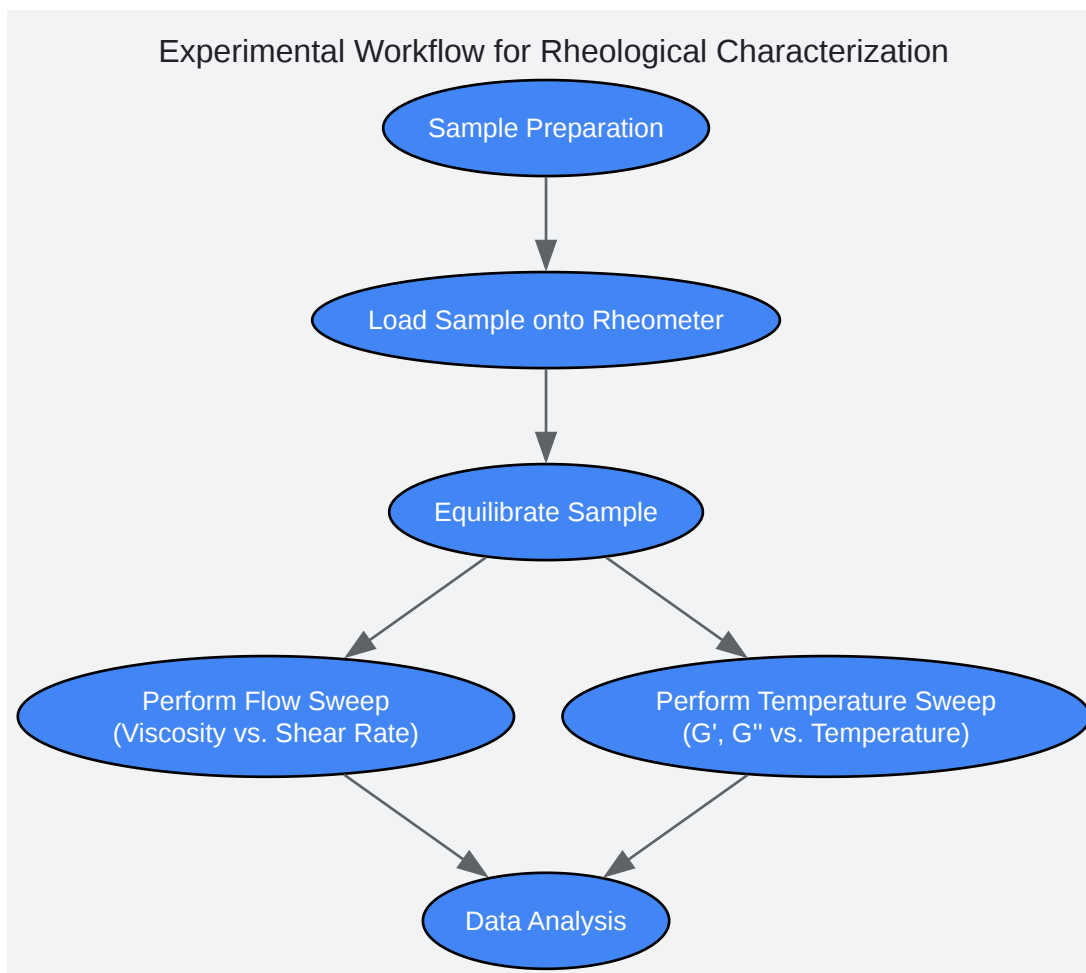 Experimental Workflow for Rheological Characterization
Sample Preparation
Load Sample onto Rheometer
Equilibrate Sample
Perform Flow Sweep
(Viscosity vs. Shear Rate)
Perform Temperature Sweep
(G', G'' vs. Temperature)
Data Analysis